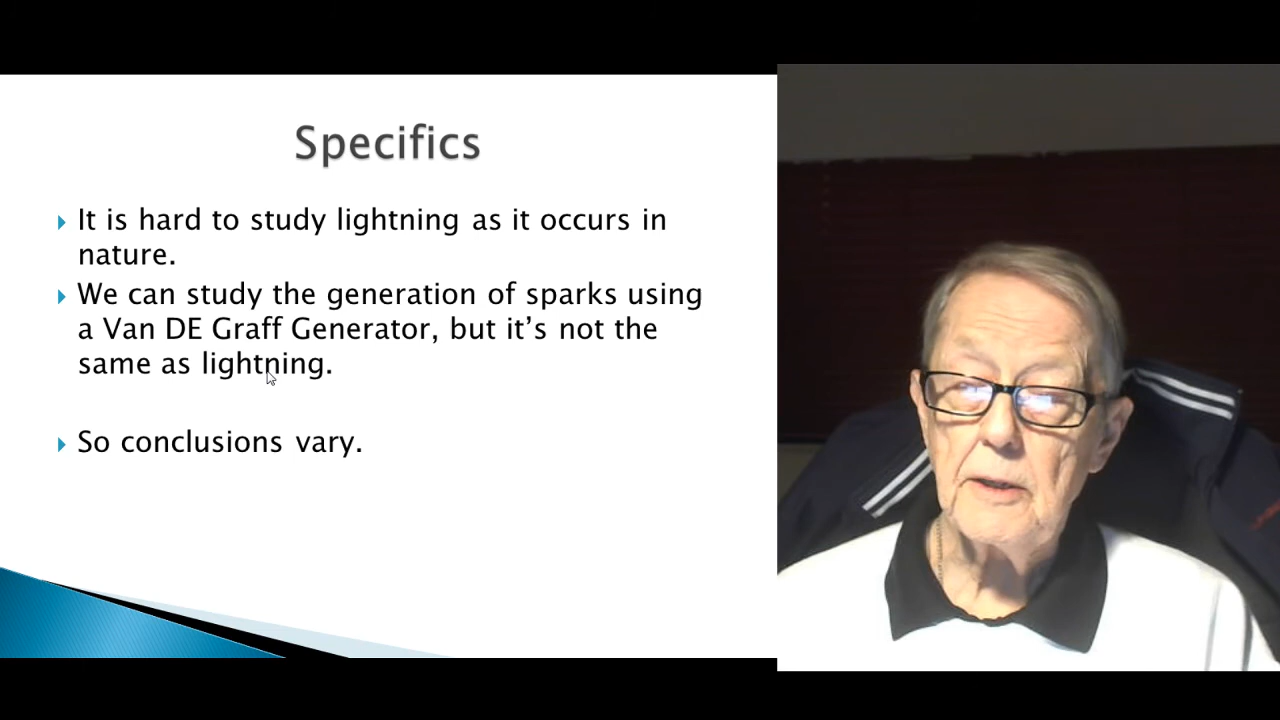 Specifics
It is hard to study lightning as it occurs in
nature.
We can study the generation of sparks using
a Van DE Graff Generator, but it’s not the
same as lightning.
So conclusions vary.